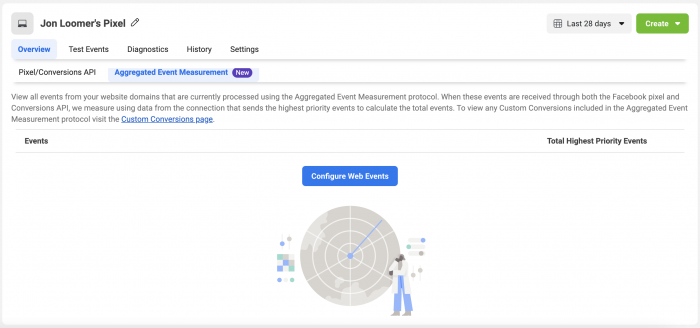 Jon Loomer's Pixel
Last 28 days
Create
Overview Test Events Diagnostics History Settings
Pixel/Conversions API Aggregated Event Measurement New
View all events from your website domains that are currently processed using the Aggregated Event Measurement protocol. When these events are received through both the Facebook pixel and
Conversions API, we measure using data from the connection that sends the highest priority events to calculate the total events. To view any Custom Conversions included in the Aggregated Event
Measurement protocol visit the Custom Conversions page.
Events Total Highest Priority Events
Configure Web Events